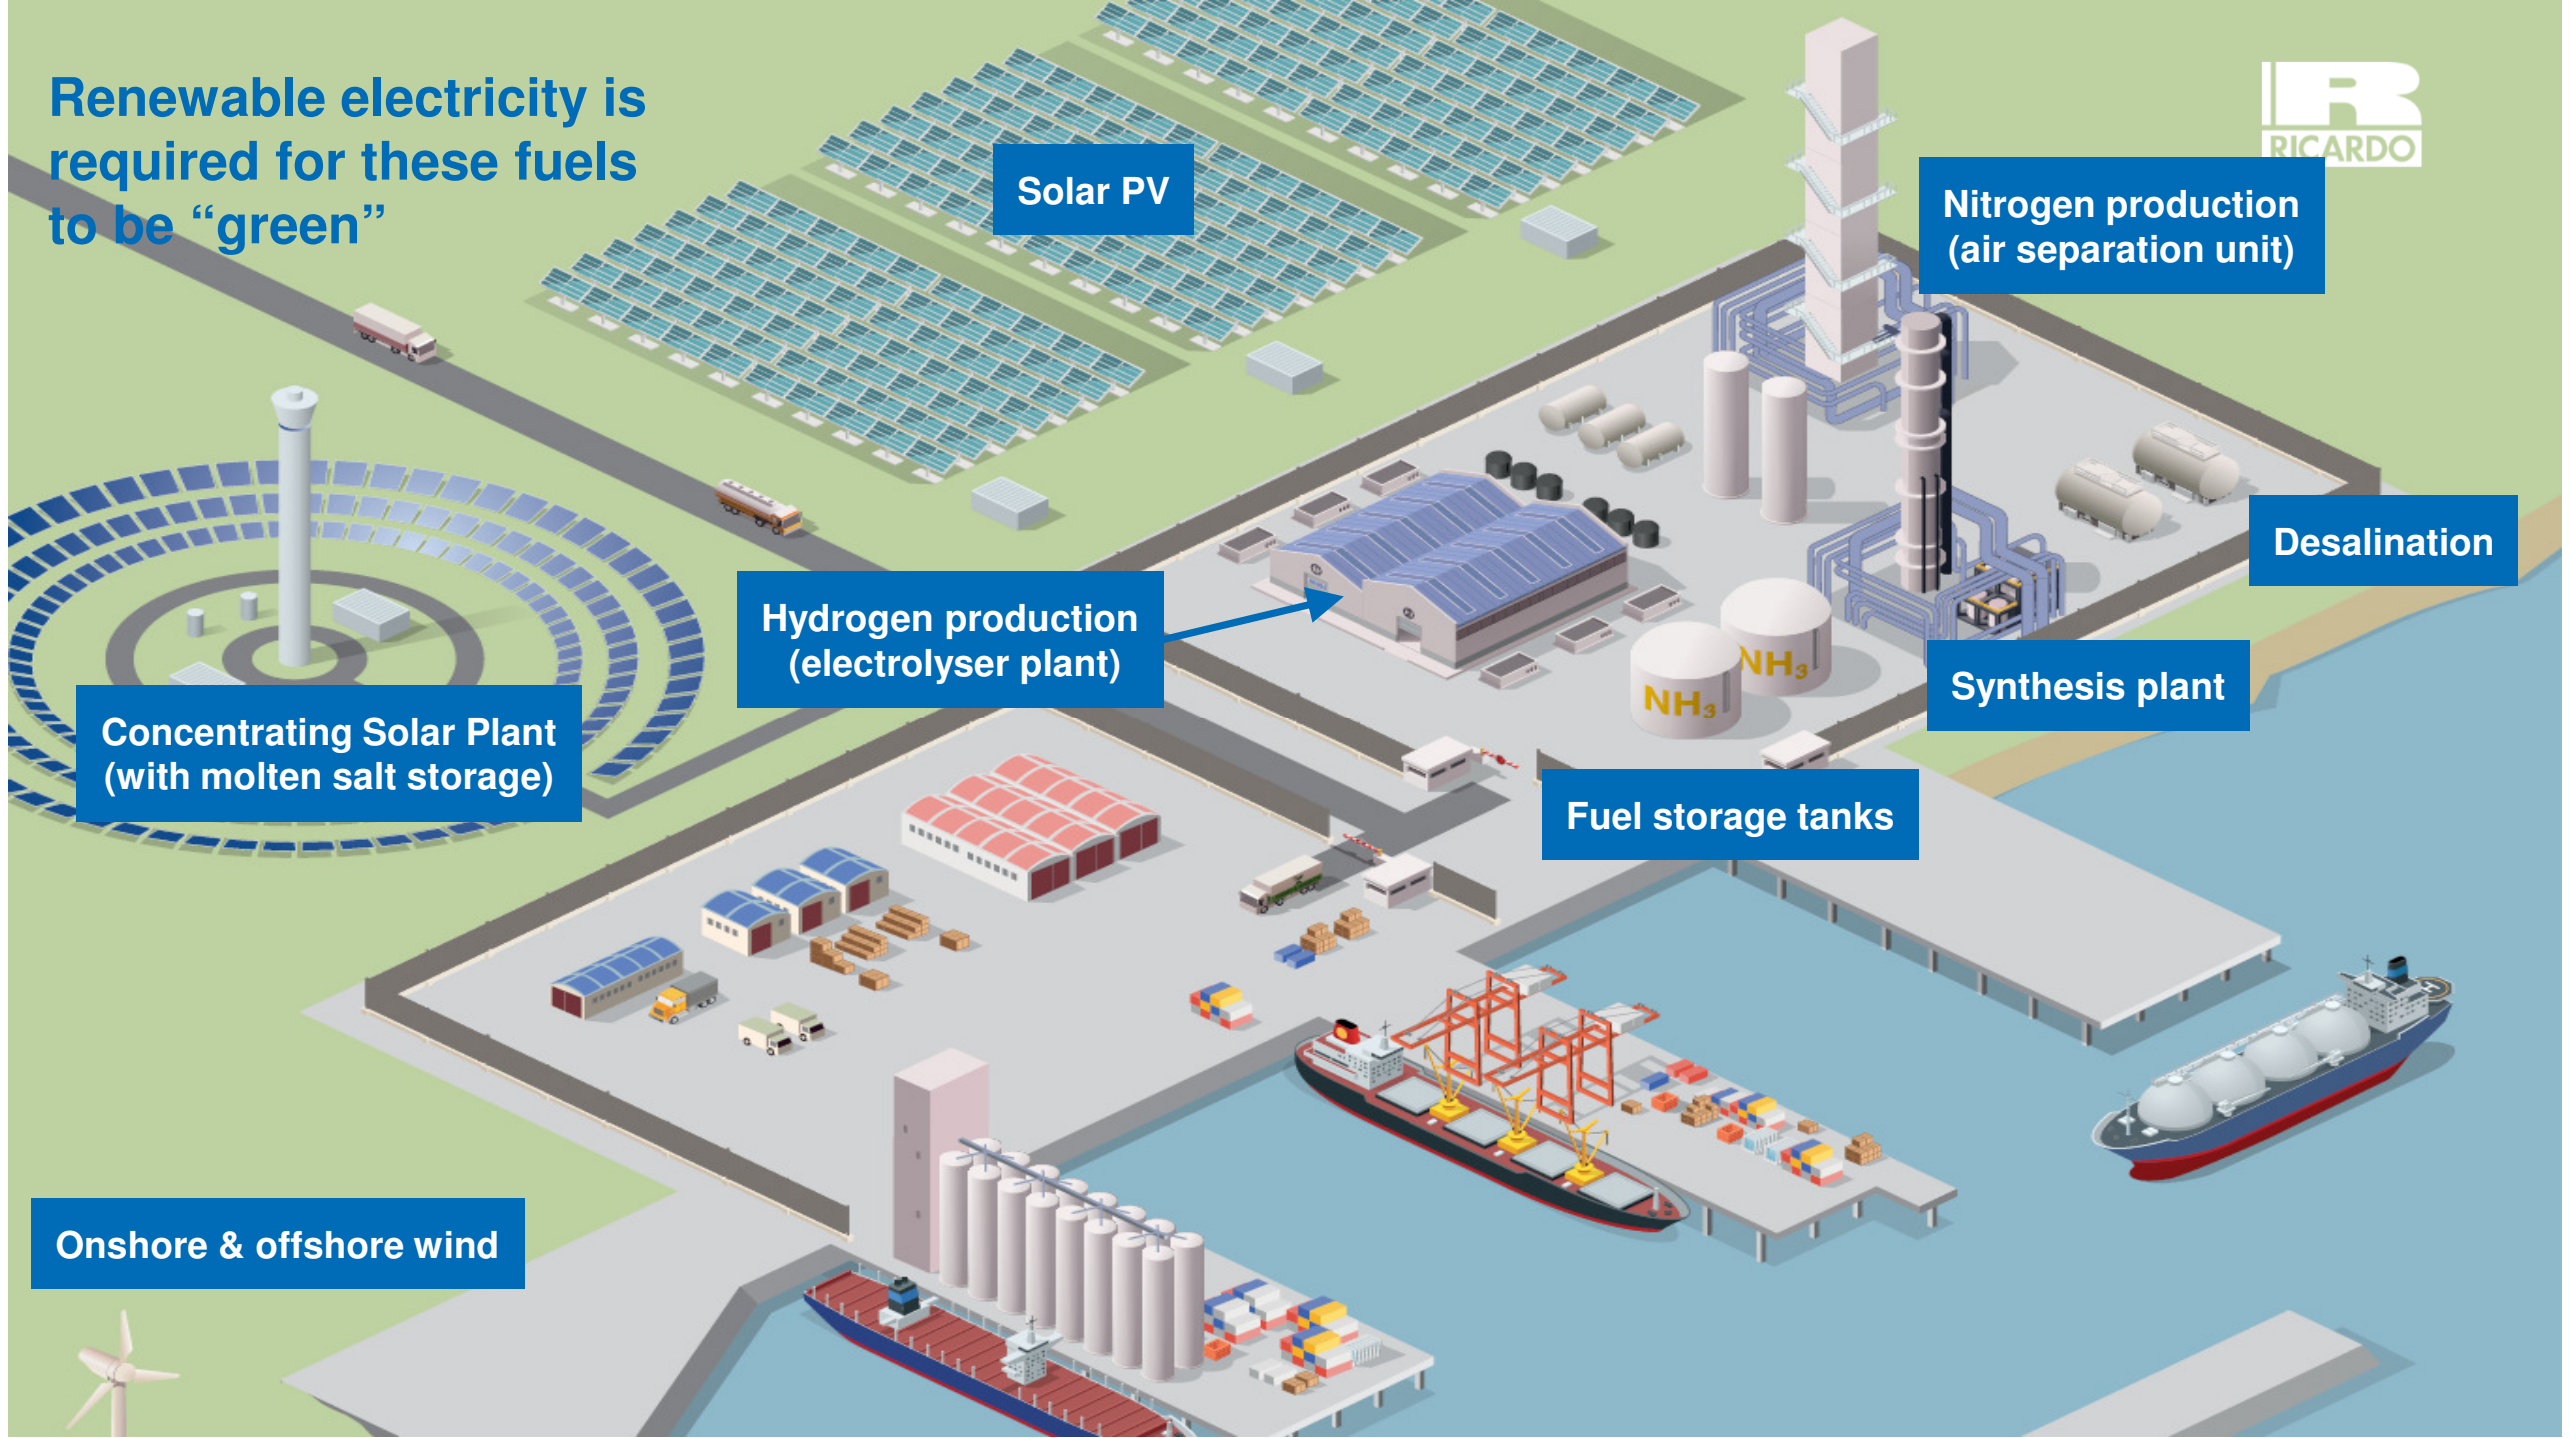 Renewable electricity is
required for these fuels
to be “green”
RICARDO
Solar PV
Nitrogen production
(air separation unit)
Desalination
Hydrogen production
(electrolyser plant)
Synthesis plant
NH₃
NH₃
Concentrating Solar Plant
(with molten salt storage)
Fuel storage tanks
H
Onshore & offshore wind